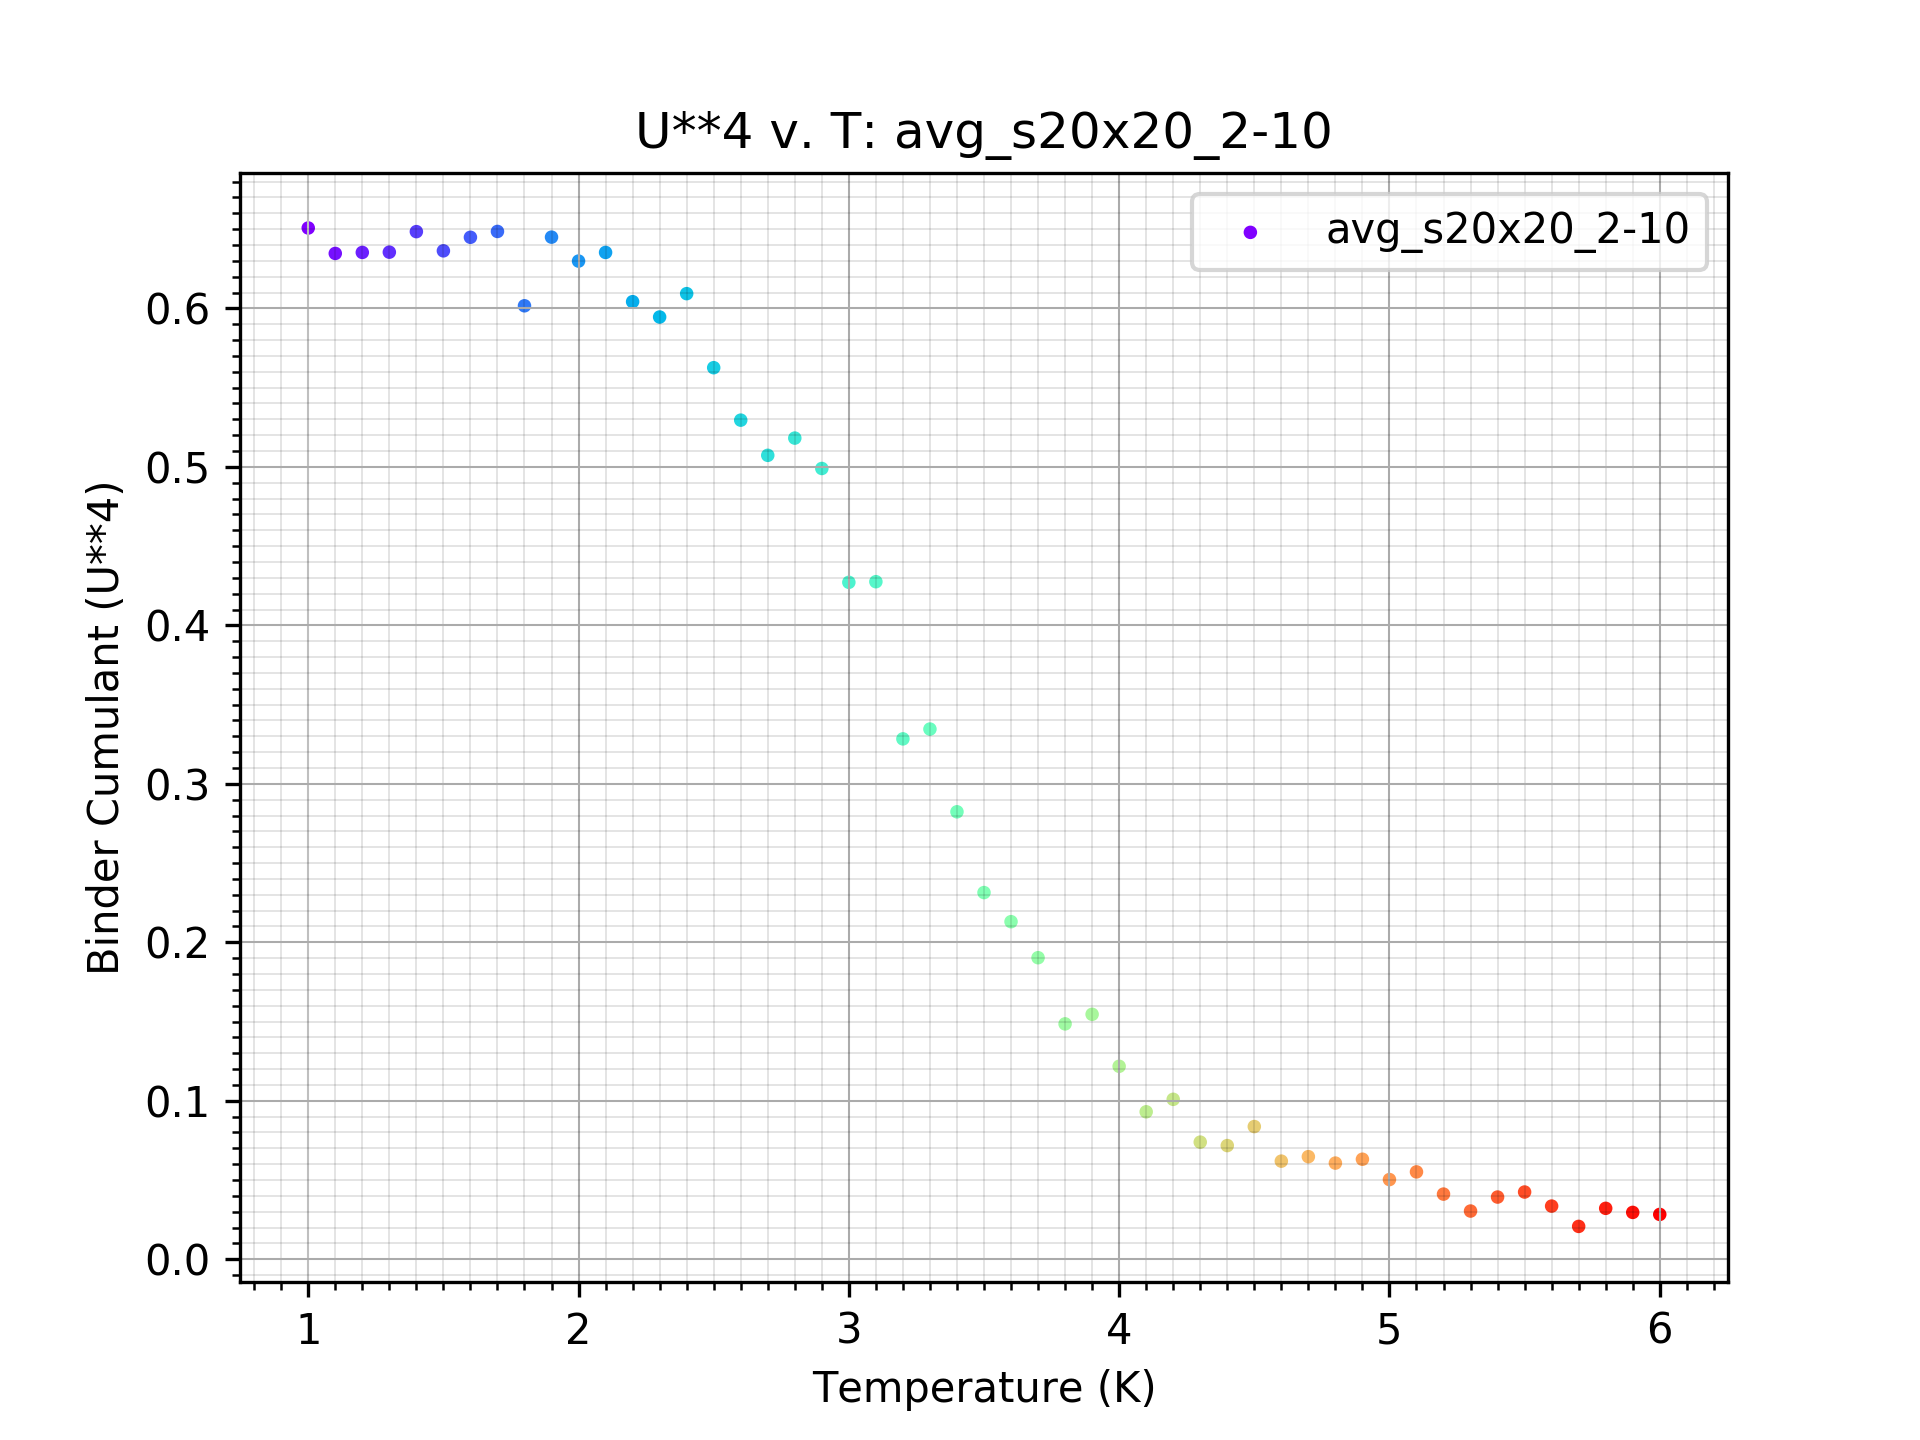 U**4 v. T: avg_s20x20_2-10
avg_s20x20_2-10
Binder Cumulant (U**4)
0.6
0.5
0.4
0.3
0.2
0.1
0.0
1 2 3 4 5 6
Temperature (K)